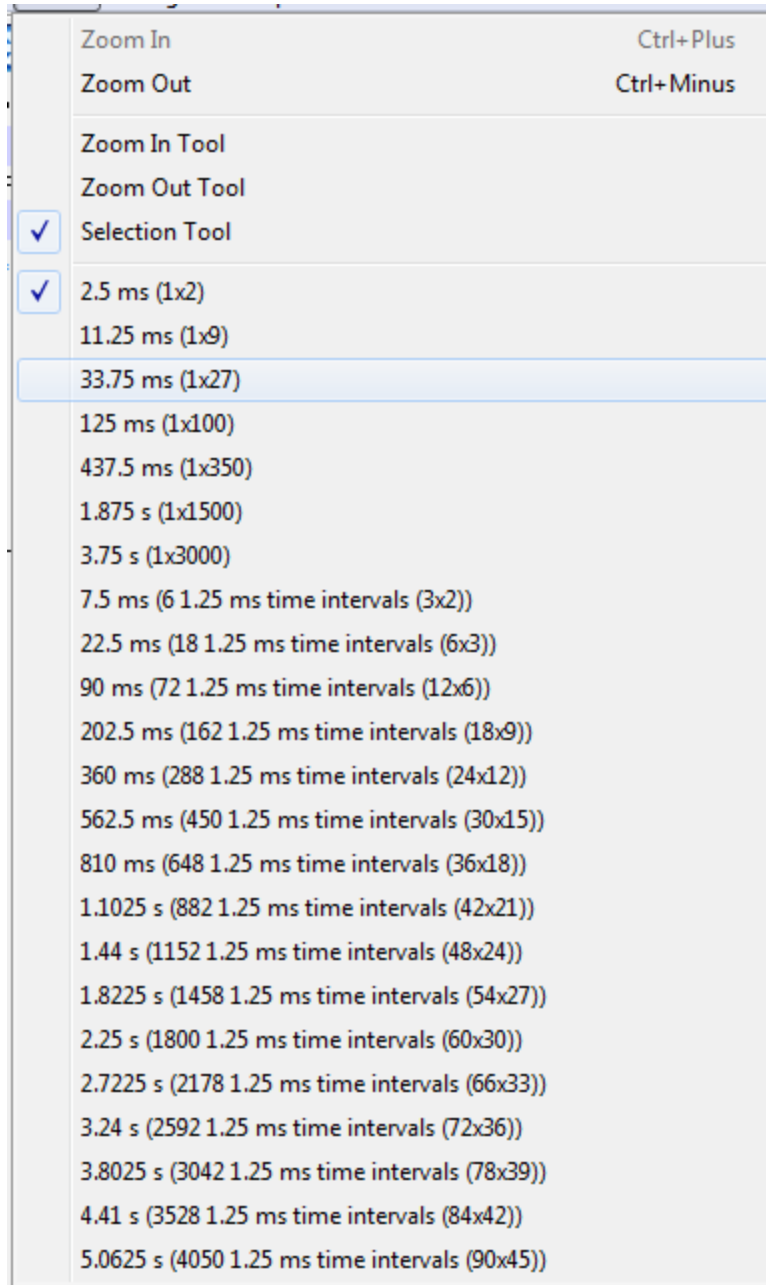 Zoom In Ctrl+Plus
Zoom Out Ctrl+Minus
Zoom In Tool
Zoom Out Tool
Selection Tool
2.5 ms (1x2)
11.25 ms (1x9)
33.75 ms (1x27)
125 ms (1x100)
437.5 ms (1x350)
1.875 s (1x1500)
3.75 s (1x3000)
7.5 ms (6 1.25 ms time intervals (3x2))
22.5 ms (18 1.25 ms time intervals (6x3))
90 ms (72 1.25 ms time intervals (12x6))
202.5 ms (162 1.25 ms time intervals (18x9))
360 ms (288 1.25 ms time intervals (24x12))
562.5 ms (450 1.25 ms time intervals (30x15))
810 ms (648 1.25 ms time intervals (36x18))
1.1025 s (882 1.25 ms time intervals (42x21))
1.44 s (1152 1.25 ms time intervals (48x24))
1.8225 s (1458 1.25 ms time intervals (54x27))
2.25 s (1800 1.25 ms time intervals (60x30))
2.7225 s (2178 1.25 ms time intervals (66x33))
3.24 s (2592 1.25 ms time intervals (72x36))
3.8025 s (3042 1.25 ms time intervals (78x39))
4.41 s (3528 1.25 ms time intervals (84x42))
5.0625 s (4050 1.25 ms time intervals (90x45))